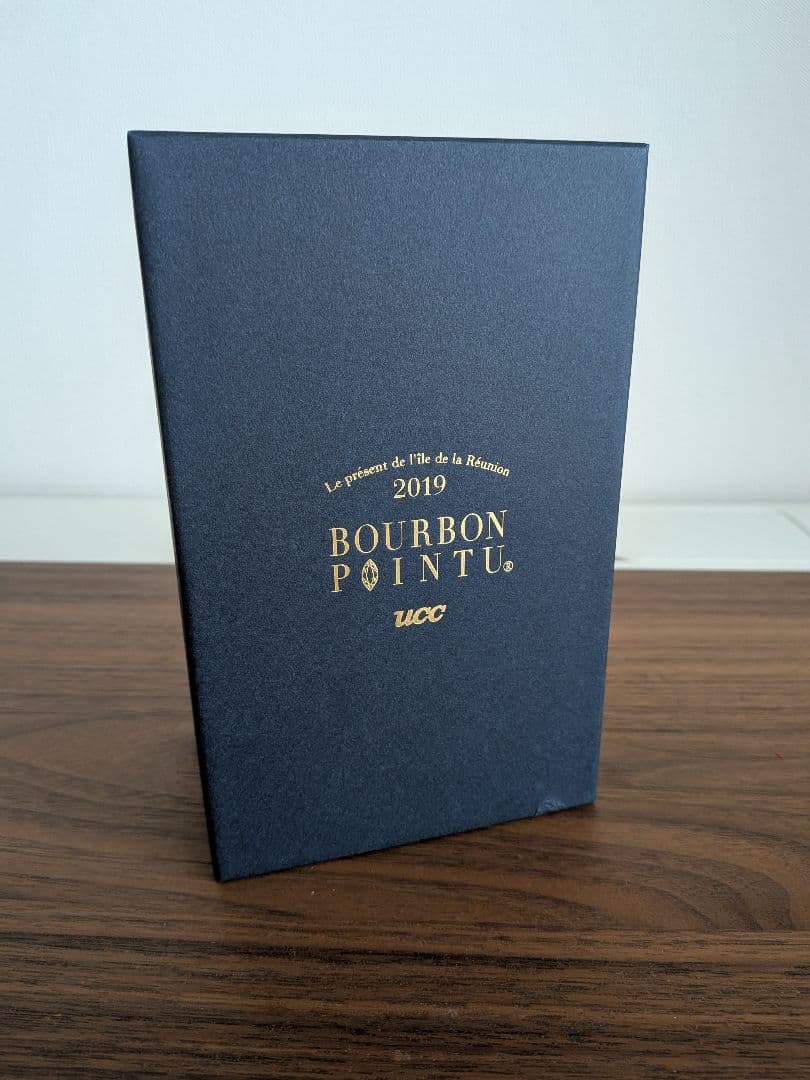 Le présent de l'île de la Réunion
2019
BOURBON
POINTU®
ucc